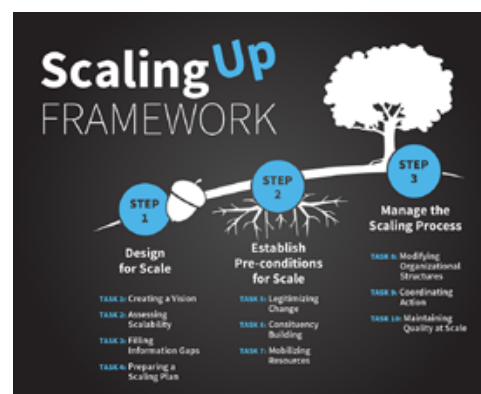 Scaling Up
FRAMEWORK
STEP
1
Design
for Scale
TASK 1: Creating a Vision
TASK 2: Assessing
Scalability
TASK 3: Filling
Information Gaps
TASK 4: Preparing a
Scaling Plan
STEP
2
Establish
Pre-conditions
for Scale
TASK 5: Legitimizing
Change
TASK 6: Constituency
Building
TASK 7: Mobilizing
Resources
STEP
3
Manage the
Scaling Process
TASK 8: Modifying
Organizational
Structures
TASK 9: Coordinating
Action
TASK 10: Maintaining
Quality at Scale